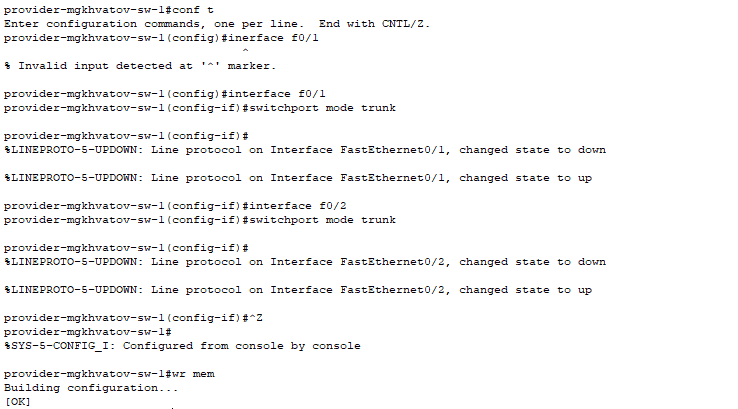 provider-mgkhvatov-sw-1#conf t
Enter configuration commands, one per line.  End with CNTL/Z.
provider-mgkhvatov-sw-1(config)#inerface f0/1
                                  ^
% Invalid input detected at '^' marker.
provider-mgkhvatov-sw-1(config)#interface f0/1
provider-mgkhvatov-sw-1(config-if)#switchport mode trunk
provider-mgkhvatov-sw-1(config-if)#
%LINEPROTO-5-UPDOWN: Line protocol on Interface FastEthernet0/1, changed state to down
%LINEPROTO-5-UPDOWN: Line protocol on Interface FastEthernet0/1, changed state to up
provider-mgkhvatov-sw-1(config-if)#interface f0/2
provider-mgkhvatov-sw-1(config-if)#switchport mode trunk
provider-mgkhvatov-sw-1(config-if)#
%LINEPROTO-5-UPDOWN: Line protocol on Interface FastEthernet0/2, changed state to down
%LINEPROTO-5-UPDOWN: Line protocol on Interface FastEthernet0/2, changed state to up
provider-mgkhvatov-sw-1(config-if)#^Z
provider-mgkhvatov-sw-1#
%SYS-5-CONFIG_I: Configured from console by console
provider-mgkhvatov-sw-1#wr mem
Building configuration...
[OK]